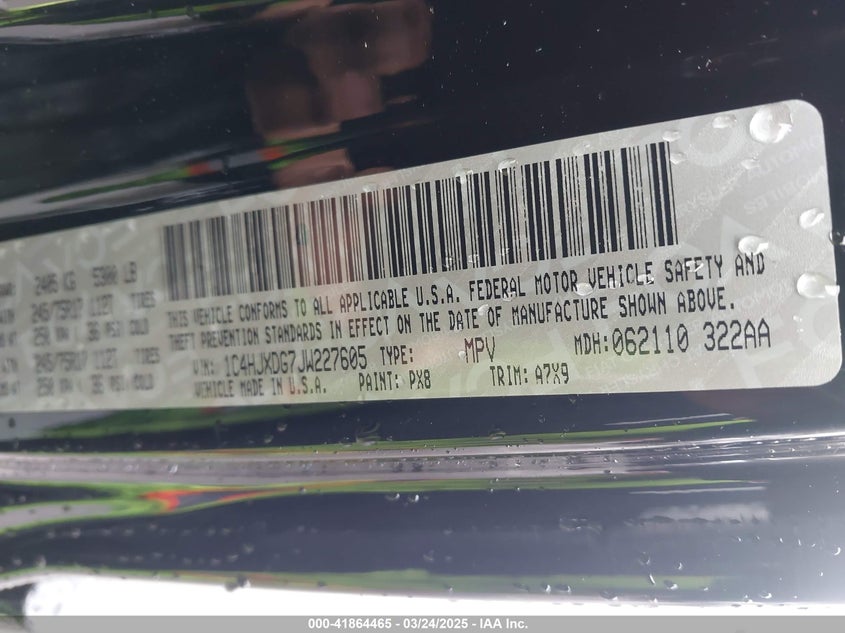 2405 KG 5300 LB
THIS VEHICLE CONFORMS TO ALL APPLICABLE U.S.A. FEDERAL MOTOR VEHICLE SAFETY AND
THEFT PREVENTION STANDARDS IN EFFECT ON THE DATE OF MANUFACTURE SHOWN ABOVE.
245/75R17 112T TIRES
250 36 PSI COLD
245/75R17 112T TIRES
250 36 PSI COLD
VIN: 1C4HJXDG7JW227605 TYPE: MPV MDH: 062110 322AA
VEHICLE MADE IN U.S.A. PAINT: PX8 TRIM: A7X9
000-41864465 - 03/24/2025 - IAA Inc.